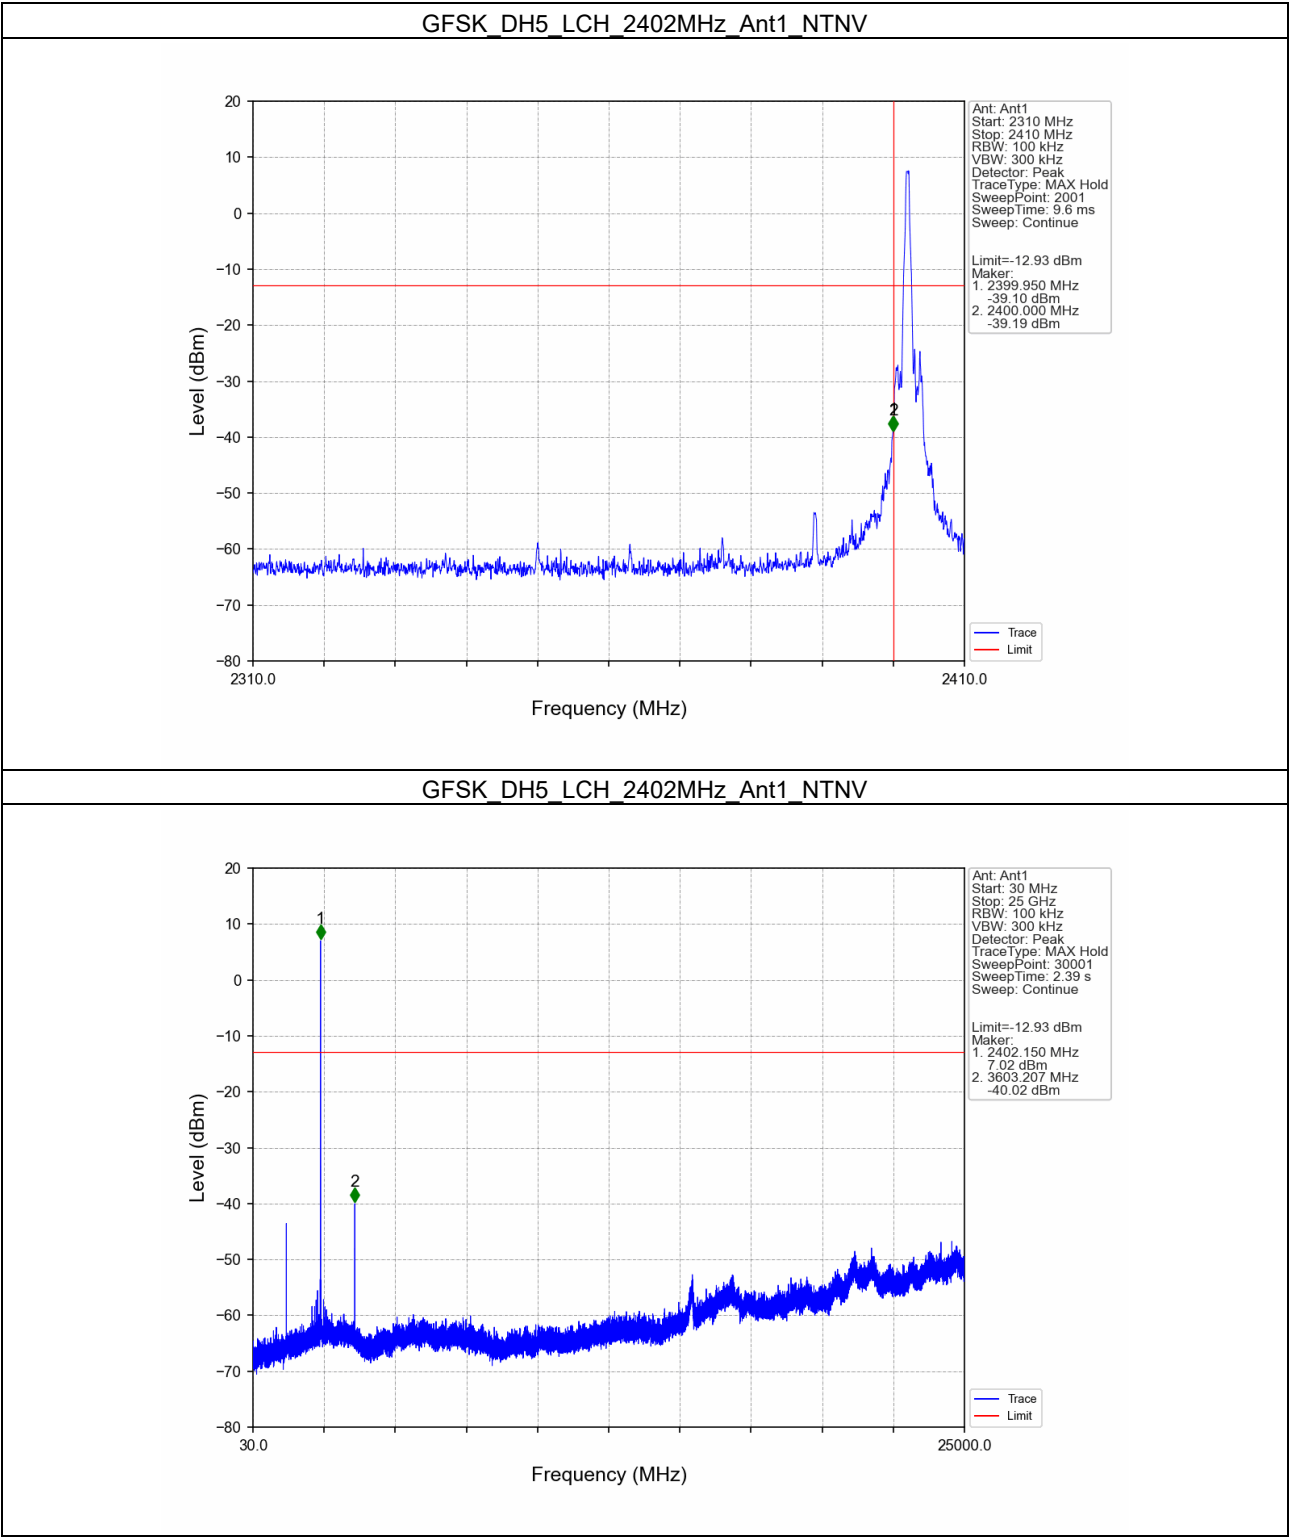 GFSK_DH5_LCH_2402MHz_Ant1_NTNV
20
10
0
−10
−20
−30
−40
−50
−60
−70
−80
Level (dBm)
2310.0
2410.0
Frequency (MHz)
2
Ant: Ant1
Start: 2310 MHz
Stop: 2410 MHz
RBW: 100 kHz
VBW: 300 kHz
Detector: Peak
TraceType: MAX Hold
SweepPoint: 2001
SweepTime: 9.6 ms
Sweep: Continue
Limit=-12.93 dBm
Maker:
1. 2399.950 MHz
-39.10 dBm
2. 2400.000 MHz
-39.19 dBm
Trace
Limit
GFSK_DH5_LCH_2402MHz_Ant1_NTNV
20
10
0
−10
−20
−30
−40
−50
−60
−70
−80
Level (dBm)
30.0
25000.0
Frequency (MHz)
1
2
Ant: Ant1
Start: 30 MHz
Stop: 25 GHz
RBW: 100 kHz
VBW: 300 kHz
Detector: Peak
TraceType: MAX Hold
SweepPoint: 30001
SweepTime: 2.39 s
Sweep: Continue
Limit=-12.93 dBm
Maker:
1. 2402.150 MHz
7.02 dBm
2. 3603.207 MHz
-40.02 dBm
Trace
Limit